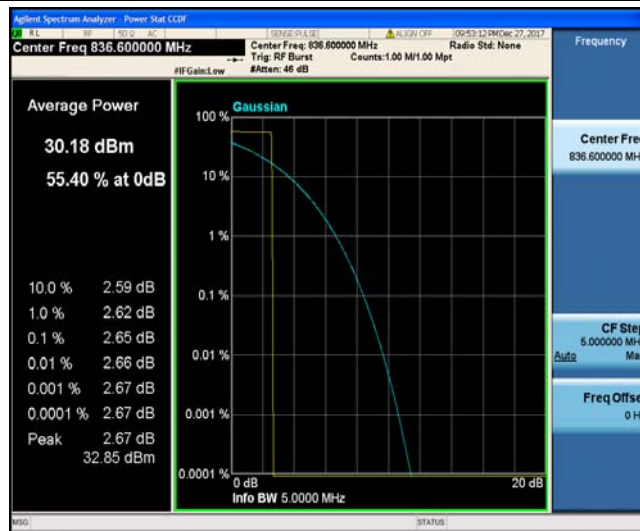 Agilent Spectrum Analyzer - Power Stat CCDF
RL RF 50 Ω AC SENSE:PULSE ALIGN OFF 09:53:12 PM Dec 27, 2017
Center Freq 836.600000 MHz
Center Freq: 836.600000 MHz Radio Std: None
Trig: RF Burst Counts:1.00 M/1.00 Mpt
#IFGain:Low #Atten: 46 dB
Frequency
Average Power
30.18 dBm
55.40 % at 0dB
10.0 % 2.59 dB
1.0 % 2.62 dB
0.1 % 2.65 dB
0.01 % 2.66 dB
0.001 % 2.67 dB
0.0001 % 2.67 dB
Peak 2.67 dB
32.85 dBm
Gaussian
100 %
10 %
1 %
0.1 %
0.01 %
0.001 %
0.0001 %
0 dB 20 dB
Info BW 5.0000 MHz
Center Fre
836.600000 MH
CF Step
5.000000 MH
Auto Ma
Freq Offse
0 H
MSG STATUS